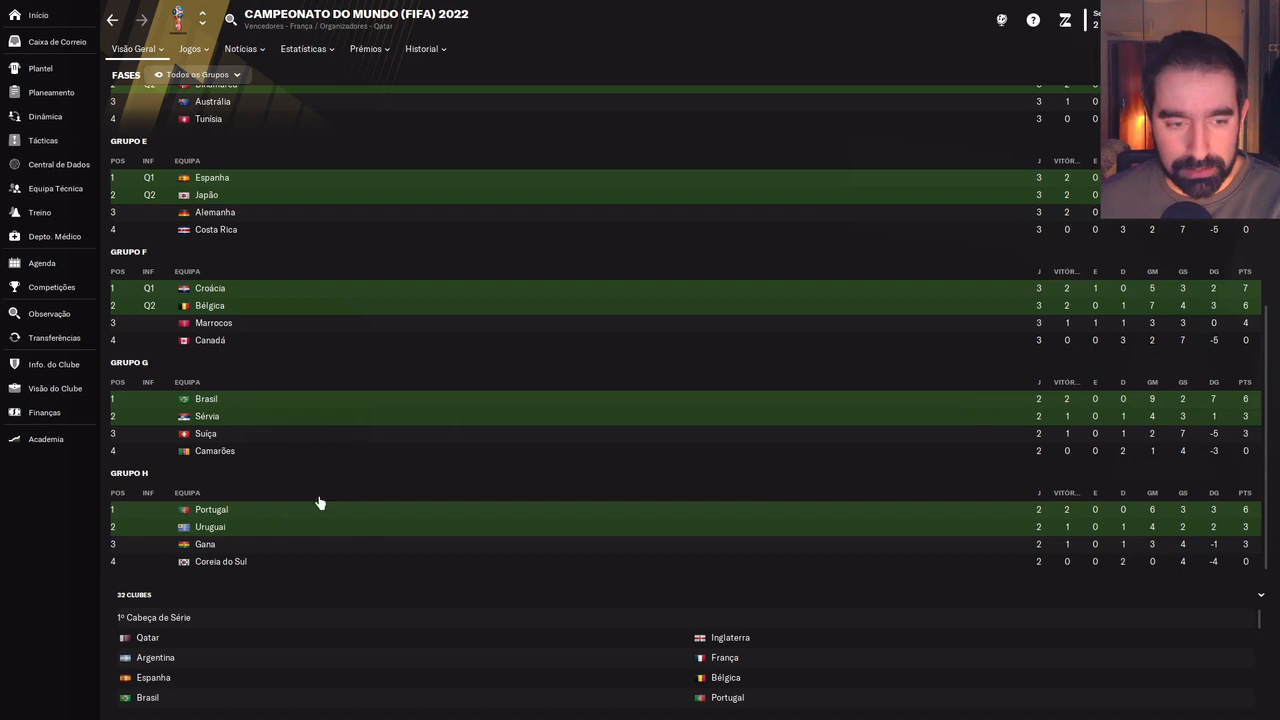 Início
Caixa de Correio
Plantel
Planeamento
Dinâmica
Tácticas
Central de Dados
Equipa Técnica
Treino
Depto. Médico
Agenda
Competições
Observação
Transferências
Info. do Clube
Visão do Clube
Finanças
Academia
CAMPEONATO DO MUNDO (FIFA) 2022
Vencedores - França / Organizadores - Qatar
Visão Geral Jogos Notícias Estatísticas Prémios Historial
FASES Todos os Grupos
2 Q2 Dinamarca
3 Austrália 3 1 0
4 Tunísia 3 0 0
GRUPO E
POS INF EQUIPA J VITÓR... E
1 Q1 Espanha 3 2 0
2 Q2 Japão 3 2 0
3 Alemanha 3 2 0
4 Costa Rica 3 0 0 3 2 7 -5 0
GRUPO F
POS INF EQUIPA J VITÓR... E D GM GS DG PTS
1 Q1 Croácia 3 2 1 0 5 3 2 7
2 Q2 Bélgica 3 2 0 1 7 4 3 6
3 Marrocos 3 1 1 1 3 3 0 4
4 Canadá 3 0 0 3 2 7 -5 0
GRUPO G
POS INF EQUIPA J VITÓR... E D GM GS DG PTS
1 Brasil 2 2 0 0 9 2 7 6
2 Sérvia 2 1 0 1 4 3 1 3
3 Suíça 2 1 0 1 2 7 -5 3
4 Camarões 2 0 0 2 1 4 -3 0
GRUPO H
POS INF EQUIPA J VITÓR... E D GM GS DG PTS
1 Portugal 2 2 0 0 6 3 3 6
2 Uruguai 2 1 0 1 4 2 2 3
3 Gana 2 1 0 1 3 4 -1 3
4 Coreia do Sul 2 0 0 2 0 4 -4 0
32 CLUBES
1º Cabeça de Série
Qatar Inglaterra
Argentina França
Espanha Bélgica
Brasil Portugal